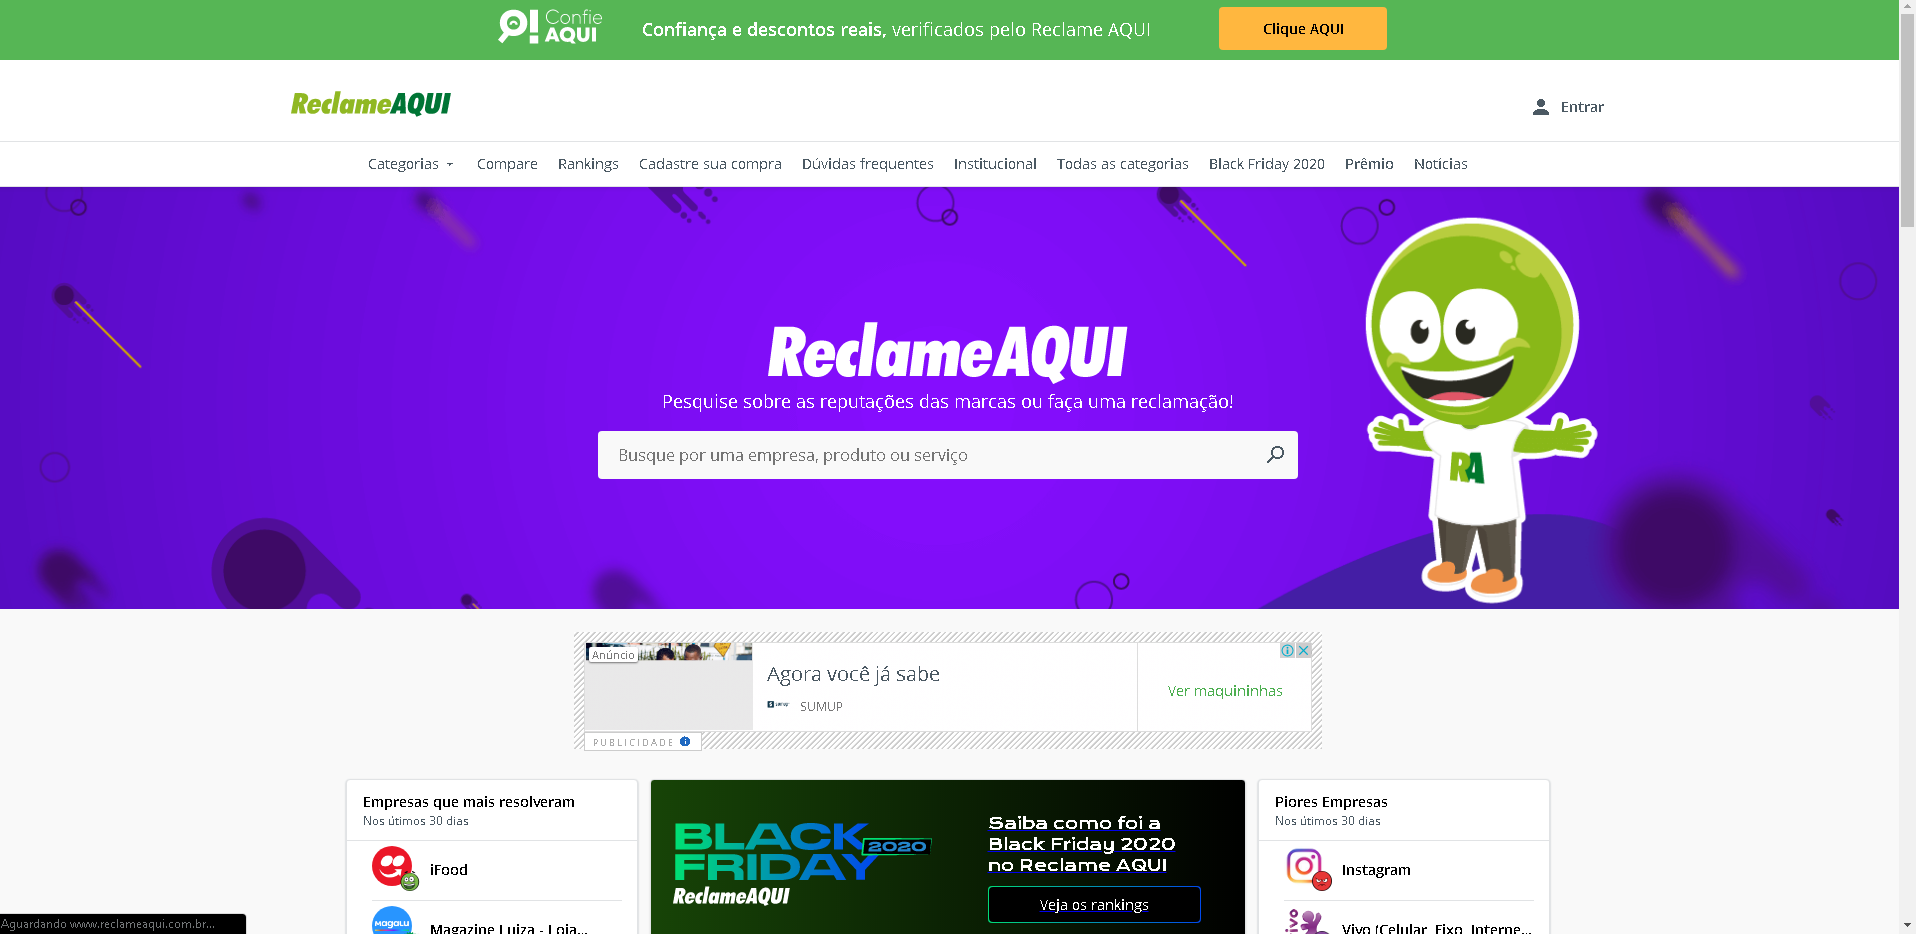 Confie
AQUI
Confiança e descontos reais, verificados pelo Reclame AQUI
Clique AQUI
ReclameAQUI
Entrar
Categorias
Compare
Rankings
Cadastre sua compra
Dúvidas frequentes
Institucional
Todas as categorias
Black Friday 2020
Prêmio
Notícias
ReclameAQUI
Pesquise sobre as reputações das marcas ou faça uma reclamação!
Busque por uma empresa, produto ou serviço
RA
Anúncio
Agora você já sabe
SUMUP
Ver maquininhas
PUBLICIDADE
Empresas que mais resolveram
Nos útimos 30 dias
iFood
MagaLu
Magazine Luiza - Loja...
BLACK
FRIDAY
2020
ReclameAQUI
Saiba como foi a
Black Friday 2020
no Reclame AQUI
Veja os rankings
Piores Empresas
Nos útimos 30 dias
Instagram
vivo
Vivo (Celular, Fixo, Interne...
Aguardando www.reclameaqui.com.br...